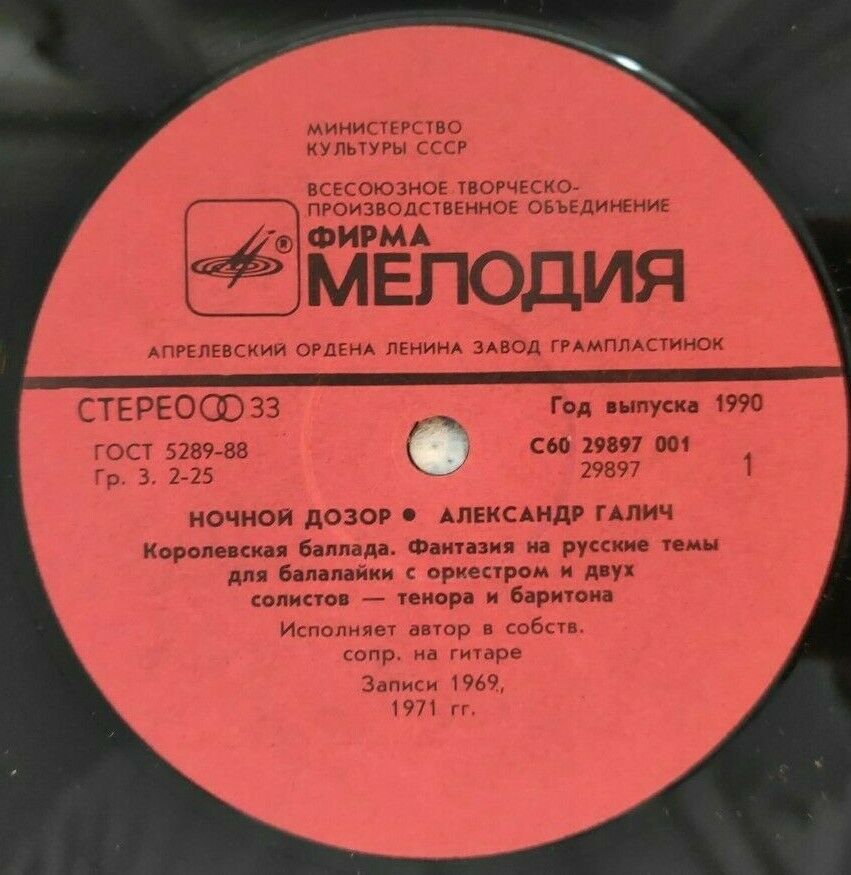 МИНИСТЕРСТВО
КУЛЬТУРЫ СССР
ВСЕСОЮЗНОЕ ТВОРЧЕСКО-
ПРОИЗВОДСТВЕННОЕ ОБЪЕДИНЕНИЕ
®
ФИРМА
МЕЛОДИЯ
АПРЕЛЕВСКИЙ ОРДЕНА ЛЕНИНА ЗАВОД ГРАМПЛАСТИНОК
СТЕРЕО 33
Год выпуска 1990
ГОСТ 5289-88
С60 29897 001
Гр. 3. 2-25
29897
1
НОЧНОЙ ДОЗОР ● АЛЕКСАНДР ГАЛИЧ
Королевская баллада. Фантазия на русские темы
для балалайки с оркестром и двух
солистов — тенора и баритона
Исполняет автор в собств.
сопр. на гитаре
Записи 1969,
1971 гг.